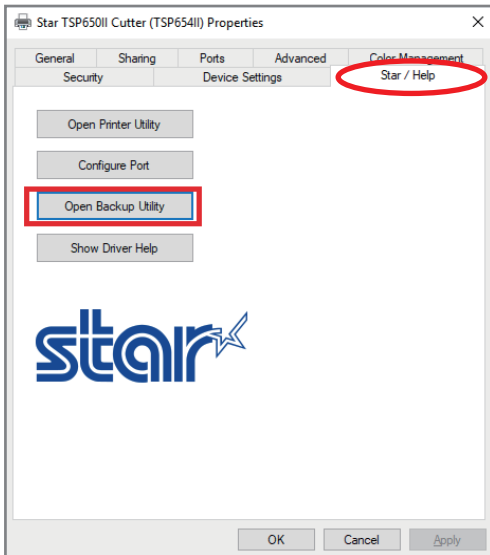 Star TSP650II Cutter (TSP654II) Properties
General Sharing Ports Advanced Color Management
Security Device Settings Star / Help
Open Printer Utility
Configure Port
Open Backup Utility
Show Driver Help
star
OK Cancel Apply